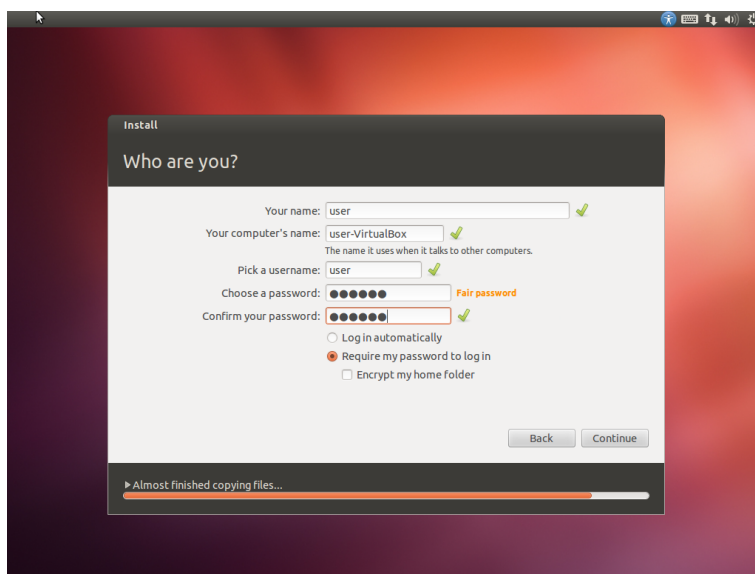 Install
Who are you?
Your name: user
Your computer's name: user-VirtualBox
The name it uses when it talks to other computers.
Pick a username: user
Choose a password: ●●●●●● Fair password
Confirm your password: ●●●●●●
Log in automatically
Require my password to log in
Encrypt my home folder
Back Continue
Almost finished copying files...